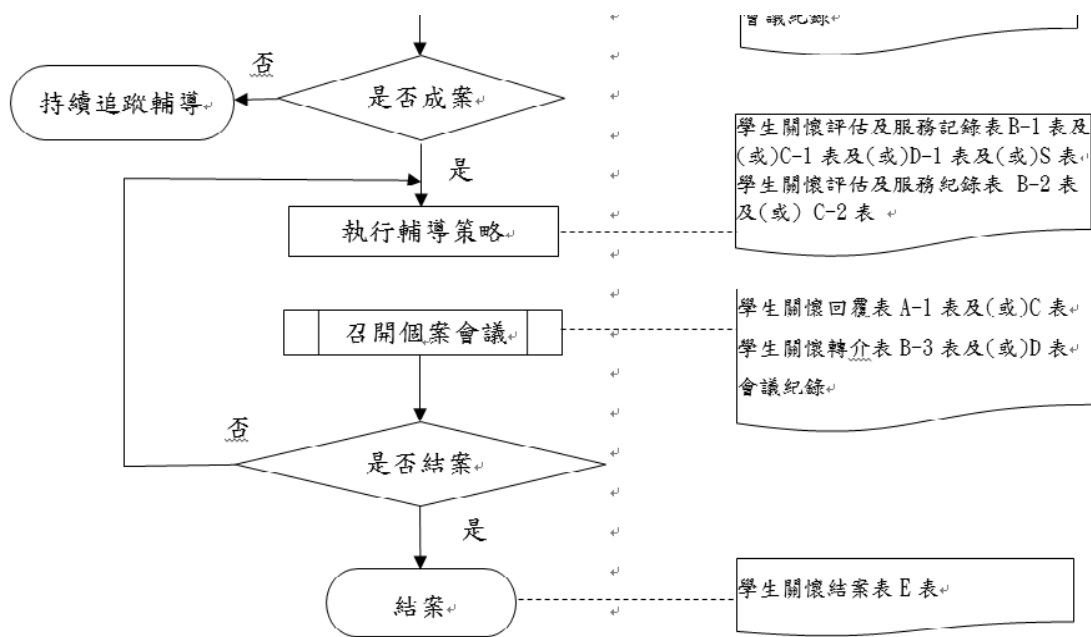 會議紀錄
否
是否成案
持續追蹤輔導
學生關懷評估及服務記錄表B-1表及
(或)C-1表及(或)D-1表及(或)S表
學生關懷評估及服務紀錄表 B-2表
及(或) C-2表
是
執行輔導策略
召開個案會議
學生關懷回覆表A-1表及(或)C表
學生關懷轉介表B-3表及(或)D表
會議紀錄
否
是否結案
是
結案
學生關懷結案表E表